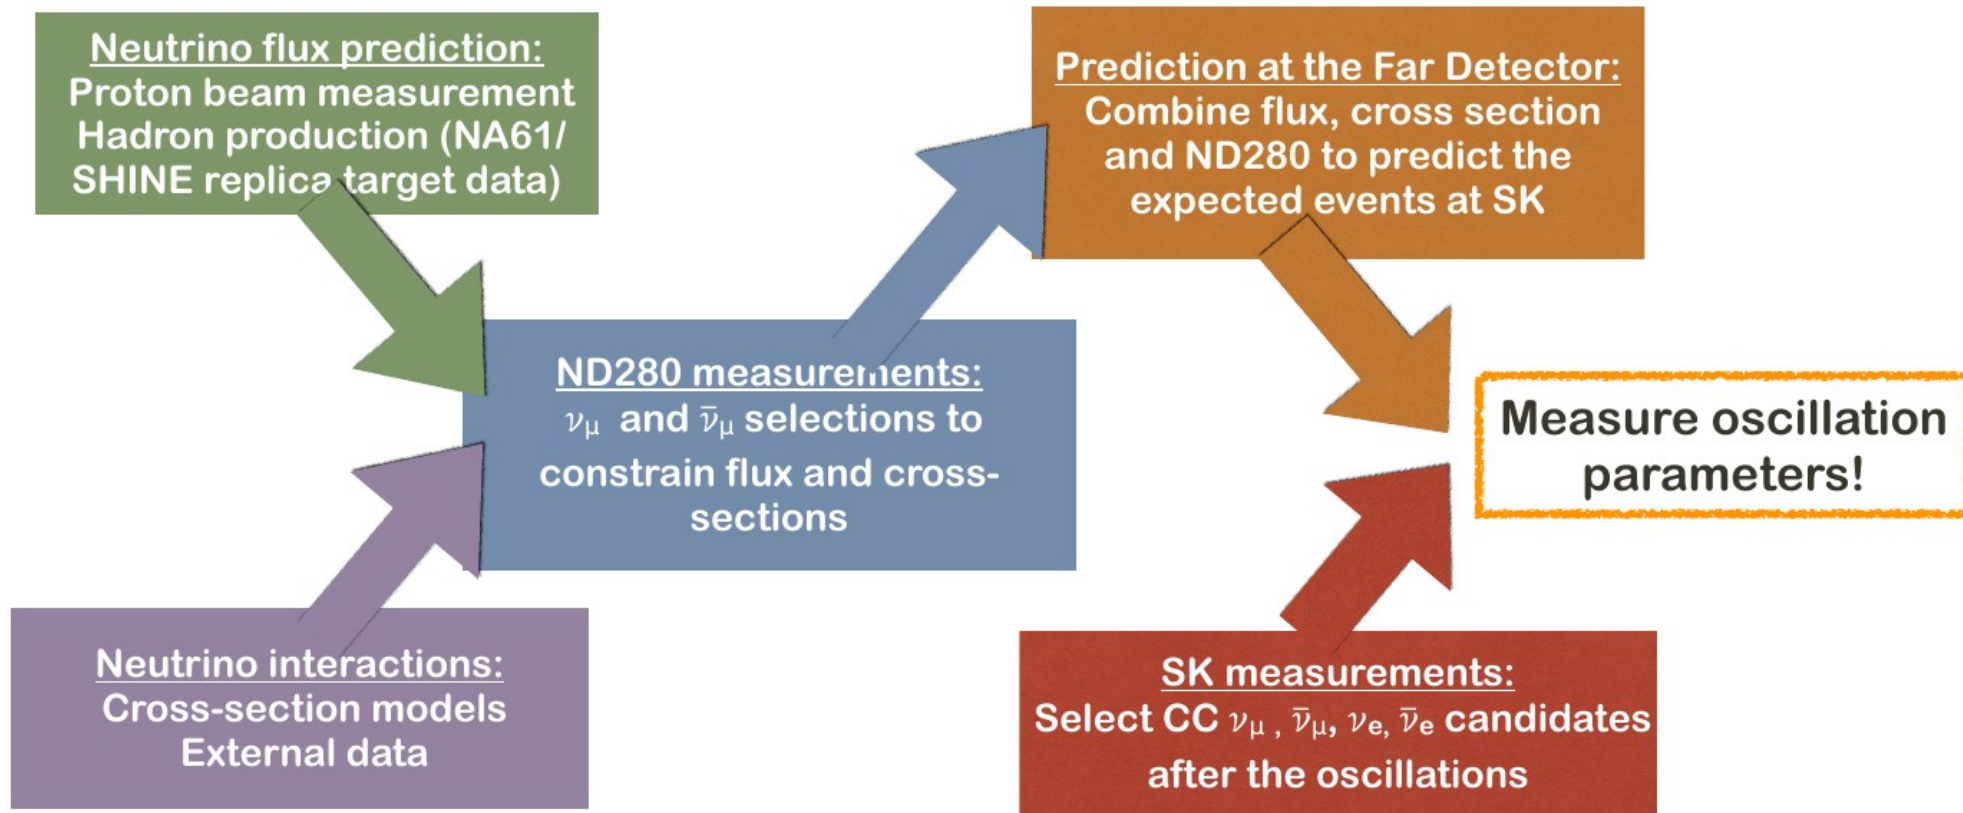 Neutrino flux prediction:
Proton beam measurement
Hadron production (NA61/
SHINE replica target data)
Prediction at the Far Detector:
Combine flux, cross section
and ND280 to predict the
expected events at SK
ND280 measurements:
νμ and ν̄μ selections to
constrain flux and cross-
sections
Measure oscillation
parameters!
Neutrino interactions:
Cross-section models
External data
SK measurements:
Select CC νμ , ν̄μ, νe, ν̄e candidates
after the oscillations